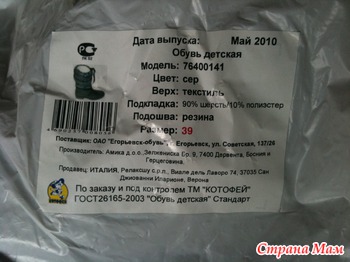 Дата выпуска: Май 2010
Обувь детская
Модель: 76400141
Цвет: сер
Верх: текстиль
Подкладка: 90% шерсть/10% полиэстер
Подошва: резина
Размер: 39
Поставщик: ОАО "Егорьевск-обувь", г. Егорьевск, ул. Советская, 137/26
Производитель: Амика д.о.о., Зеливниска Бр, 9, 7400 Дервента, Босния и
Герцеговина.
Продавец: ИТАЛИЯ, Релаксшу с.р.л., Виале дель Лаворо 74, 37035 Сан
Джиованни Иларионе, Верона
По заказу и под контролем ТМ "КОТОФЕЙ"
ГОСТ26165-2003 "Обувь детская" Стандарт
Страна Мам